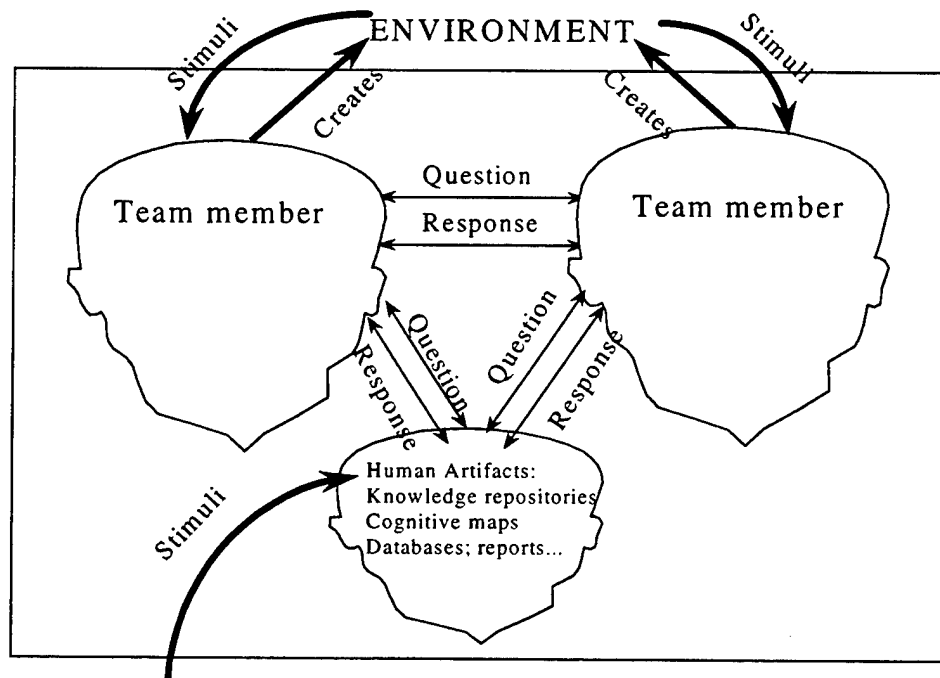 Stimuli
ENVIRONMENT
Stimuli
Creates
Creates
Team member
Question
Response
Team member
Question
Response
Question
Response
Human Artifacts:
Knowledge repositories
Cognitive maps
Databases; reports...
Stimuli